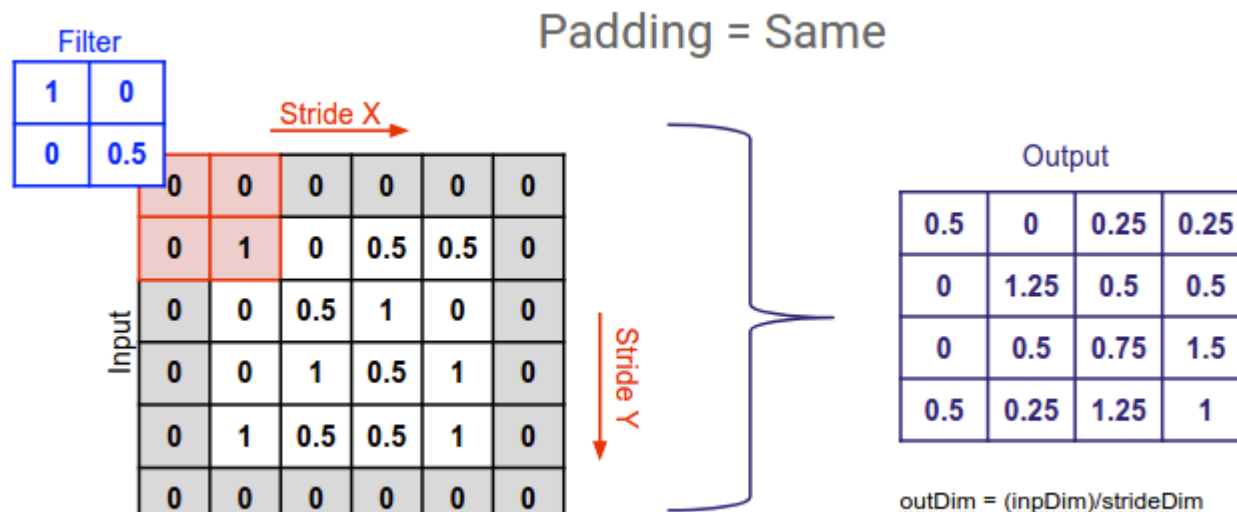 Padding = Same
Filter
1 0
0 0.5
Stride X
Input
0 0 0 0 0 0
0 1 0 0.5 0.5 0
0 0 0.5 1 0 0
0 0 1 0.5 1 0
0 1 0.5 0.5 1 0
0 0 0 0 0 0
Stride Y
Output
0.5 0 0.25 0.25
0 1.25 0.5 0.5
0 0.5 0.75 1.5
0.5 0.25 1.25 1
outDim = (inpDim)/strideDim